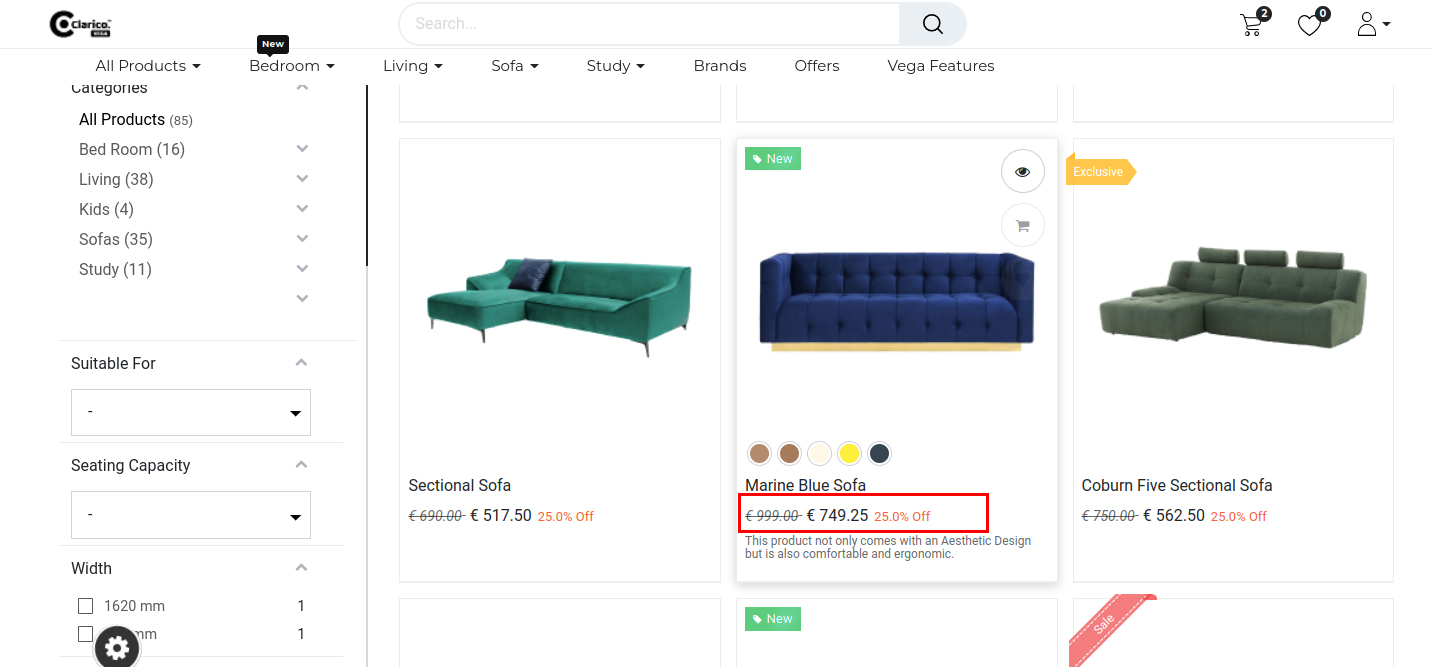 Clarico.
VEGA
Search...
2
0
New
All Products
Bedroom
Living
Sofa
Study
Brands
Offers
Vega Features
Categories
All Products (85)
Bed Room (16)
Living (38)
Kids (4)
Sofas (35)
Study (11)
Suitable For
-
Seating Capacity
-
Width
1620 mm 1
mm 1
Sectional Sofa
€ 690.00 € 517.50 25.0% Off
New
Marine Blue Sofa
€ 999.00 € 749.25 25.0% Off
This product not only comes with an Aesthetic Design
but is also comfortable and ergonomic.
Exclusive
Coburn Five Sectional Sofa
€ 750.00 € 562.50 25.0% Off
New
Sale